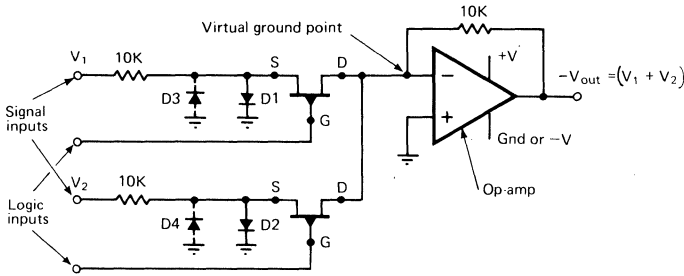 Virtual ground point
10K
V₁
10K
S
D
+V
−Vout =(V₁ + V₂)
Signal
inputs
D3
D1
G
−
+
Gnd or −V
Op-amp
V₂
10K
S
D
Logic
inputs
D4
D2
G